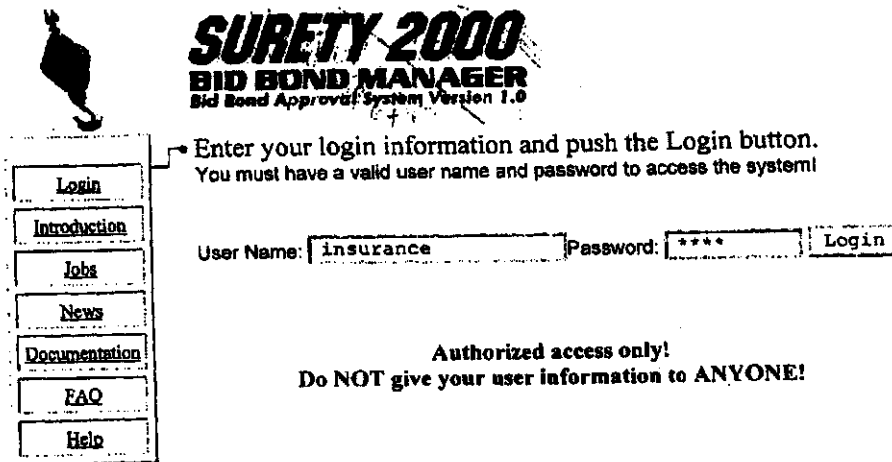 SURETY 2000
BID BOND MANAGER
Bid Bond Approval System Version 1.0
Enter your login information and push the Login button.
You must have a valid user name and password to access the system!
Login
Introduction
Jobs
News
Documentation
FAQ
Help
User Name: insurance Password: **** Login
Authorized access only!
Do NOT give your user information to ANYONE!